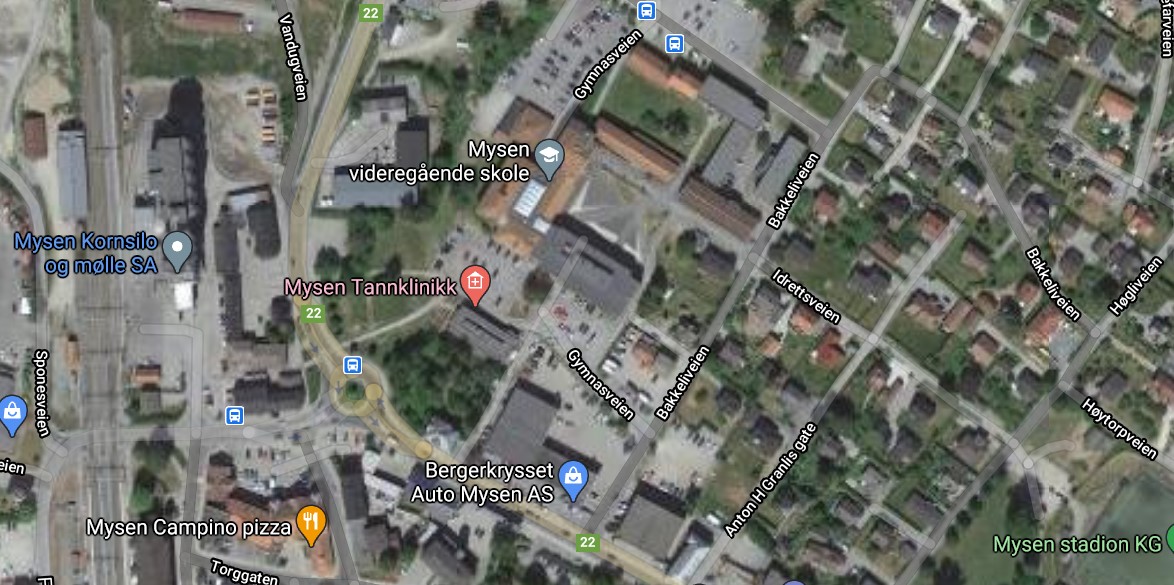 22
Vandugveien
Gymnasveien
Mysen
videregående skole
Bakkeliveien
Mysen Kornsilo
og mølle SA
Mysen Tannklinikk
22
Idrettsveien
Bakkeliveien
Høgliveien
Sponesveien
Gymnasveien
Bakkeliveien
Høytorpveien
Anton H Granlis gate
eien
Bergerkrysset
Auto Mysen AS
Mysen Campino pizza
22
Mysen stadion KG
Torggaten